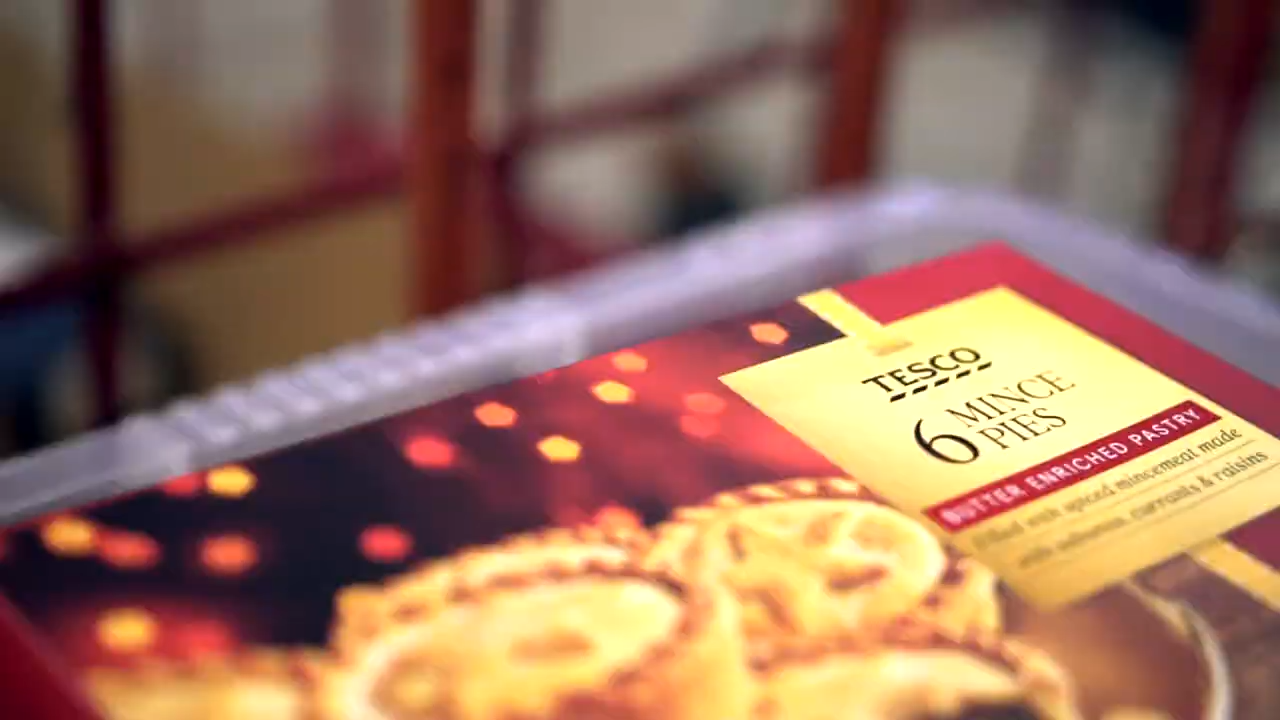 TESCO
6 MINCE
PIES
BUTTER ENRICHED PASTRY
Filled with spiced mincemeat made
with sultanas, currants & raisins